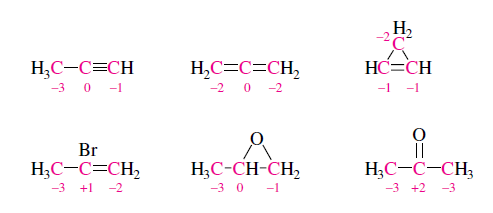 H₃C–C≡CH
−3 0 −1
H₂C=C=CH₂
−2 0 −2
−2 H₂
C
HC=CH
−1 −1
Br
H₃C–C=CH₂
−3 +1 −2
O
H₃C-CH-CH₂
−3 0 −1
O
H₃C–C–CH₃
−3 +2 −3